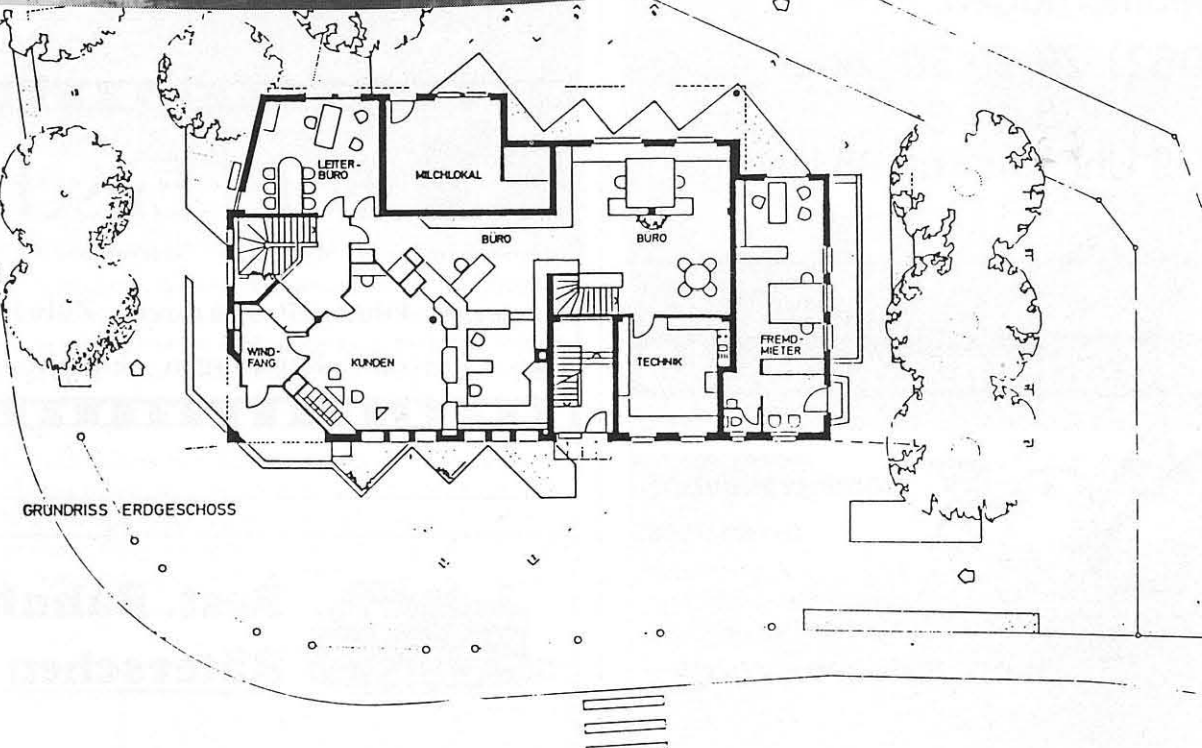 LEITER-
BÜRO
MILCHLOKAL
BÜRO
BÜRO
WIND-
FANG
KUNDEN
TECHNIK
FREMD-
MIETER
GRUNDRISS ERDGESCHOSS